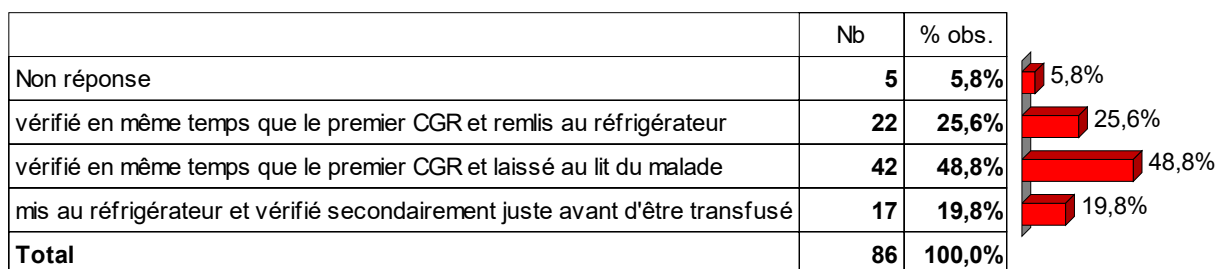 Nb % obs.
Non réponse 5 5,8% 5,8%
vérifié en même temps que le premier CGR et remlis au réfrigérateur 22 25,6% 25,6%
vérifié en même temps que le premier CGR et laissé au lit du malade 42 48,8% 48,8%
mis au réfrigérateur et vérifié secondairement juste avant d'être transfusé 17 19,8% 19,8%
Total 86 100,0%